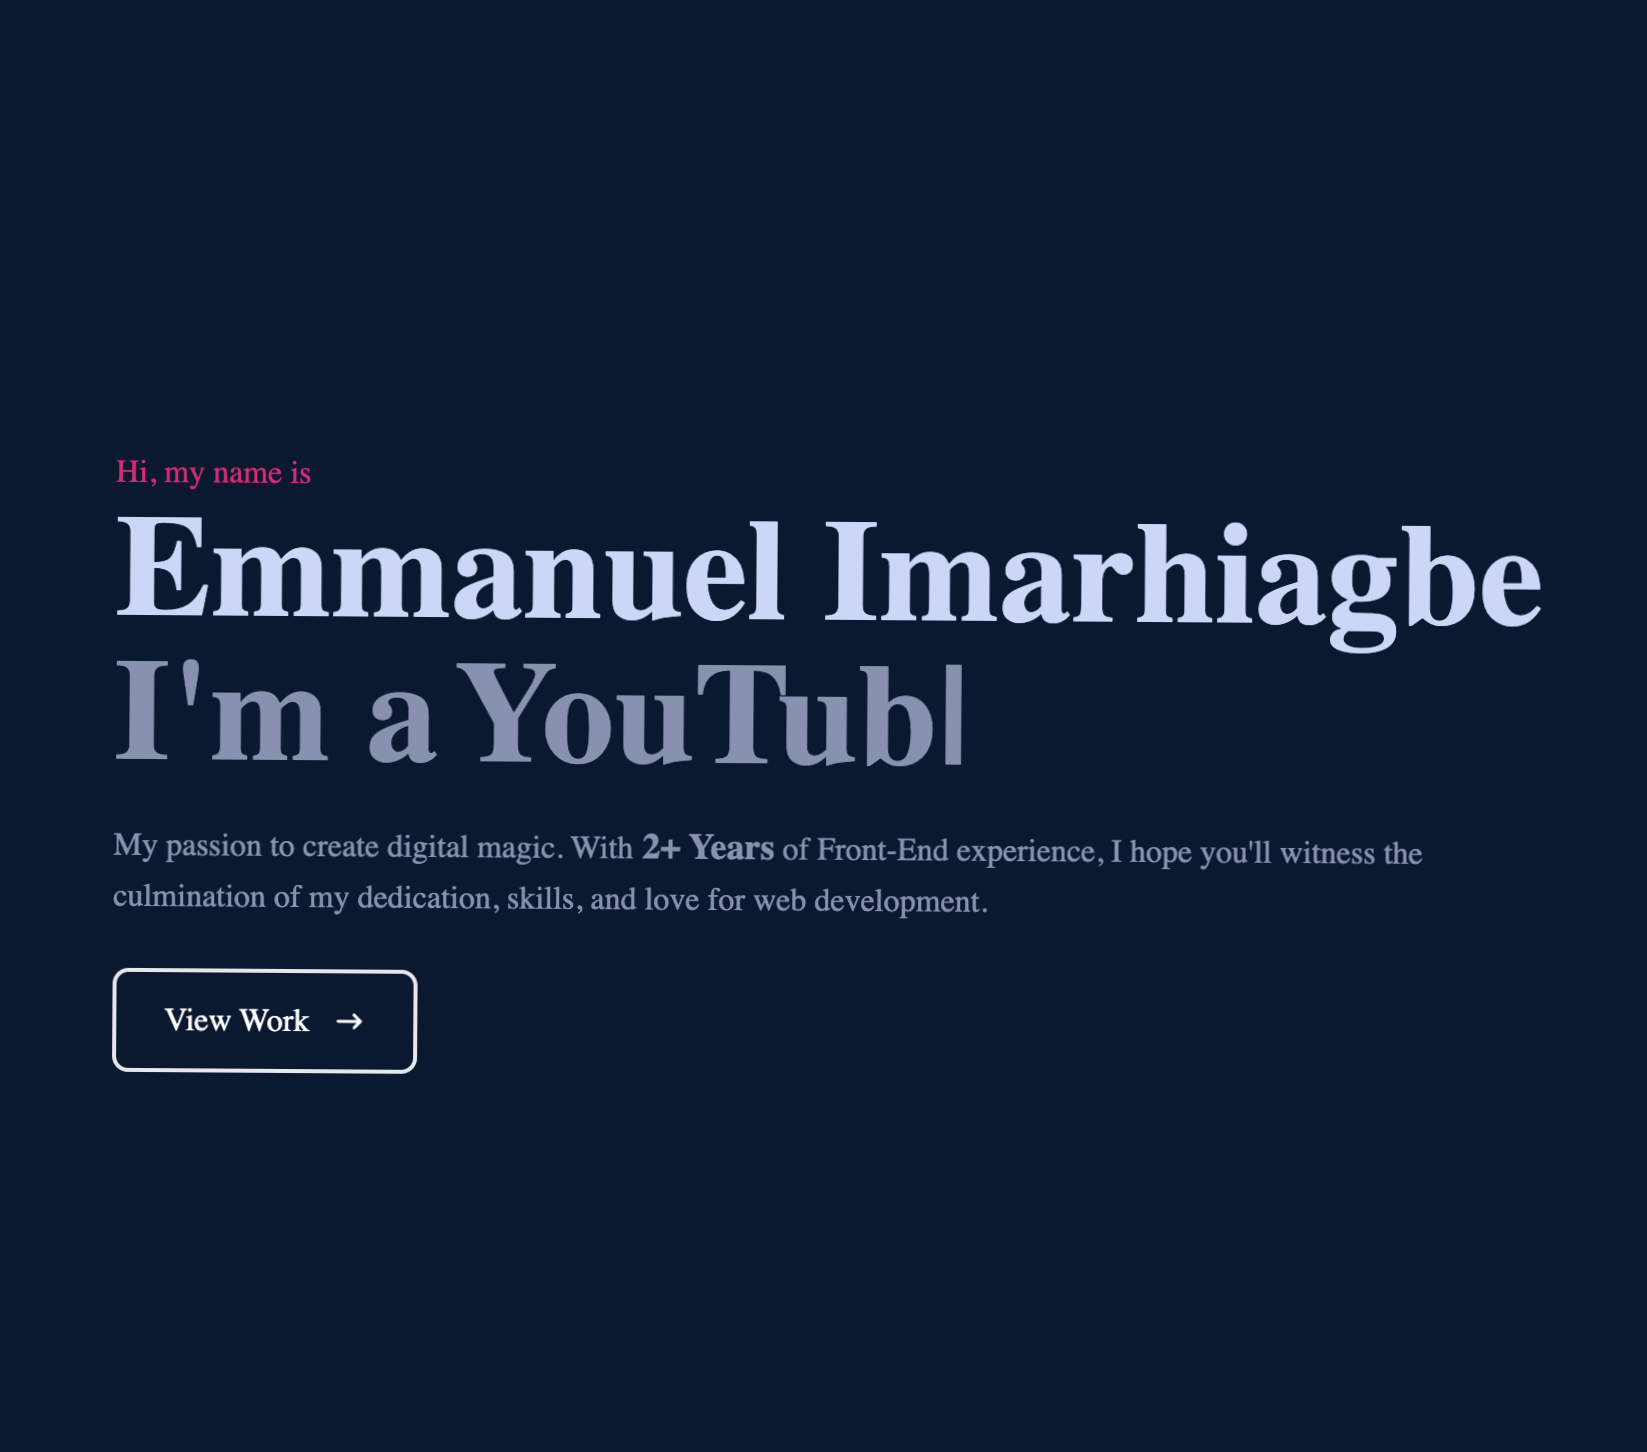 Hi, my name is
Emmanuel Imarhiagbe
I'm a YouTub|
My passion to create digital magic. With 2+ Years of Front-End experience, I hope you'll witness the
culmination of my dedication, skills, and love for web development.
View Work →